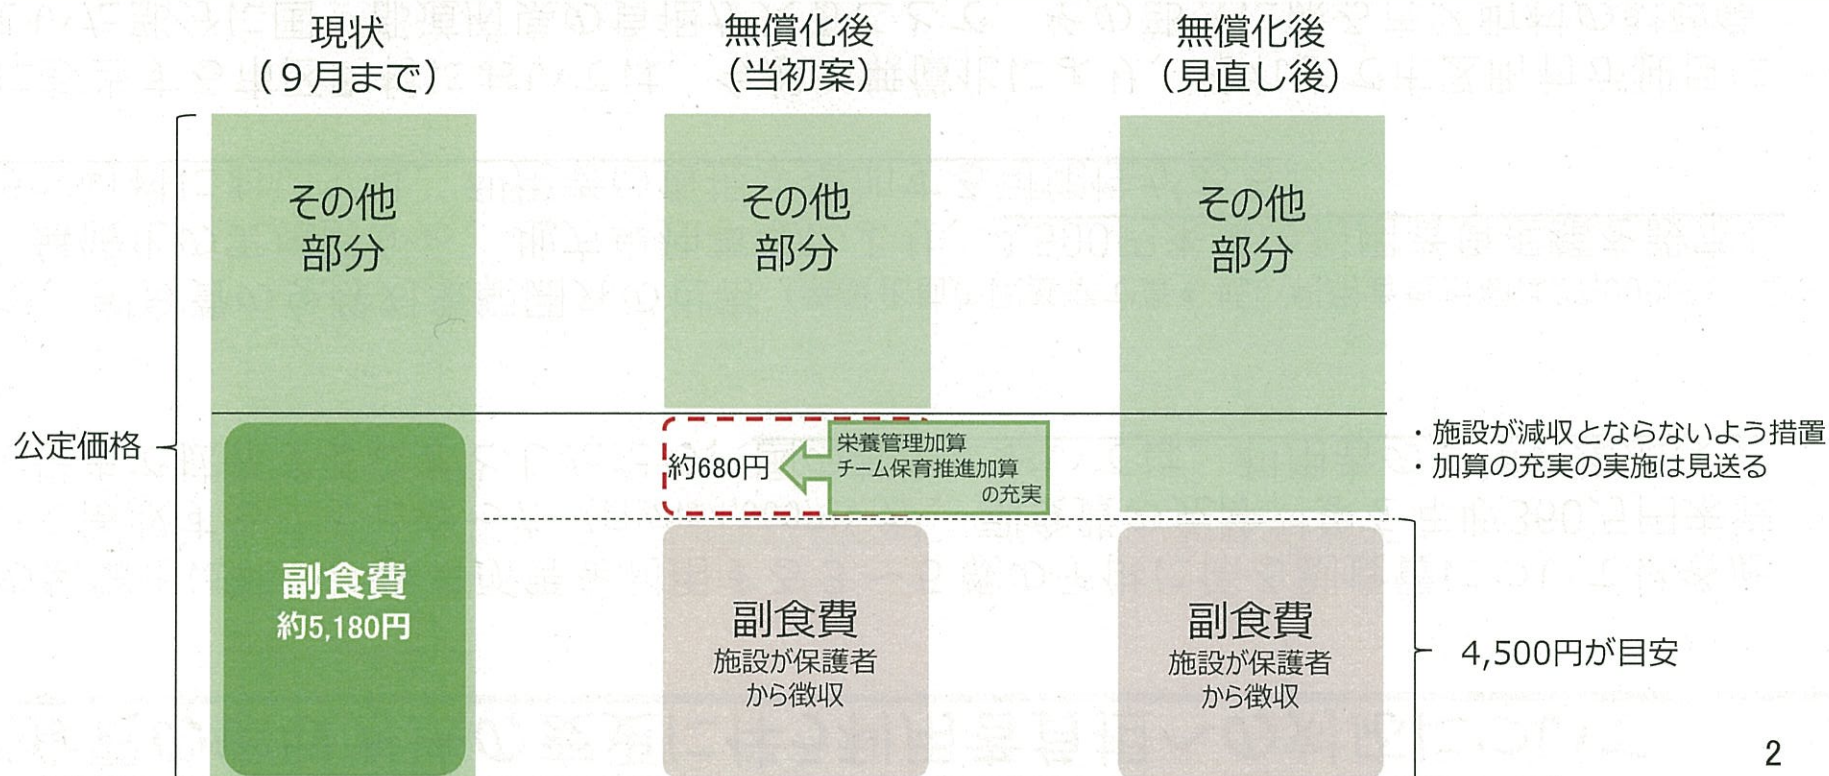 現状
（９月まで）
無償化後
（当初案）
無償化後
（見直し後）
その他
部分
その他
部分
その他
部分
公定価格
約680円
栄養管理加算
チーム保育推進加算
の充実
・施設が減収とならないよう措置
・加算の充実の実施は見送る
副食費
約5,180円
副食費
施設が保護者
から徴収
副食費
施設が保護者
から徴収
4,500円が目安
2